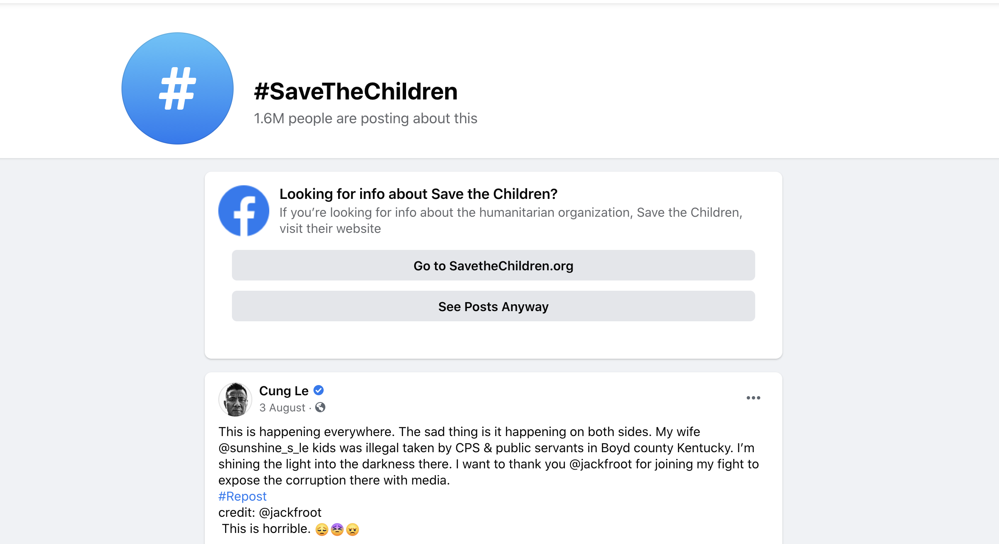 #SaveTheChildren
1.6M people are posting about this
Looking for info about Save the Children?
If you’re looking for info about the humanitarian organization, Save the Children,
visit their website
Go to SavetheChildren.org
See Posts Anyway
Cung Le
3 August ·
This is happening everywhere. The sad thing is it happening on both sides. My wife
@sunshine_s_le kids was illegal taken by CPS & public servants in Boyd county Kentucky. I’m
shining the light into the darkness there. I want to thank you @jackfroot for joining my fight to
expose the corruption there with media.
#Repost
credit: @jackfroot
This is horrible. 😔😣😠